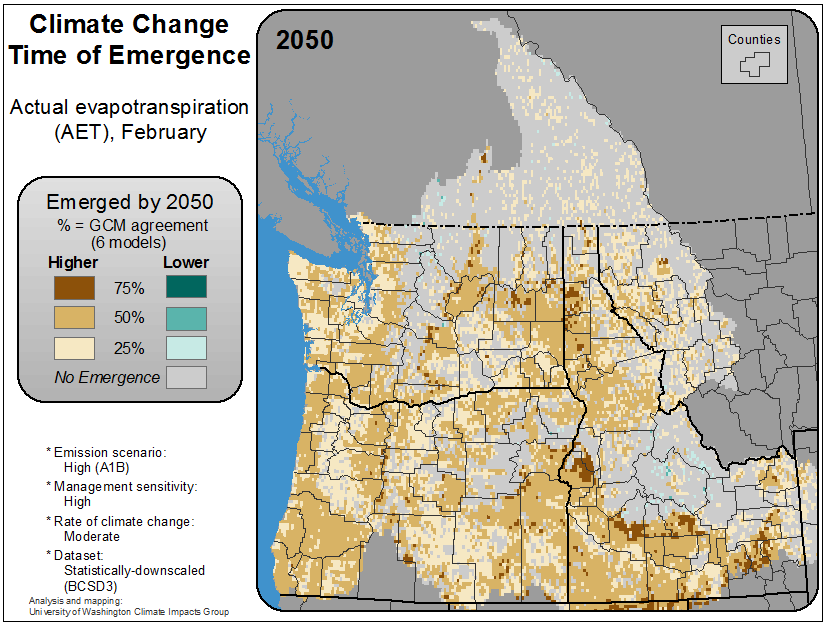 Climate Change
Time of Emergence
Actual evapotranspiration
(AET), February
Emerged by 2050
% = GCM agreement
(6 models)
Higher Lower
75%
50%
25%
No Emergence
* Emission scenario:
High (A1B)
* Management sensitivity:
High
* Rate of climate change:
Moderate
* Dataset:
Statistically-downscaled
(BCSD3)
Analysis and mapping:
University of Washington Climate Impacts Group
2050
Counties